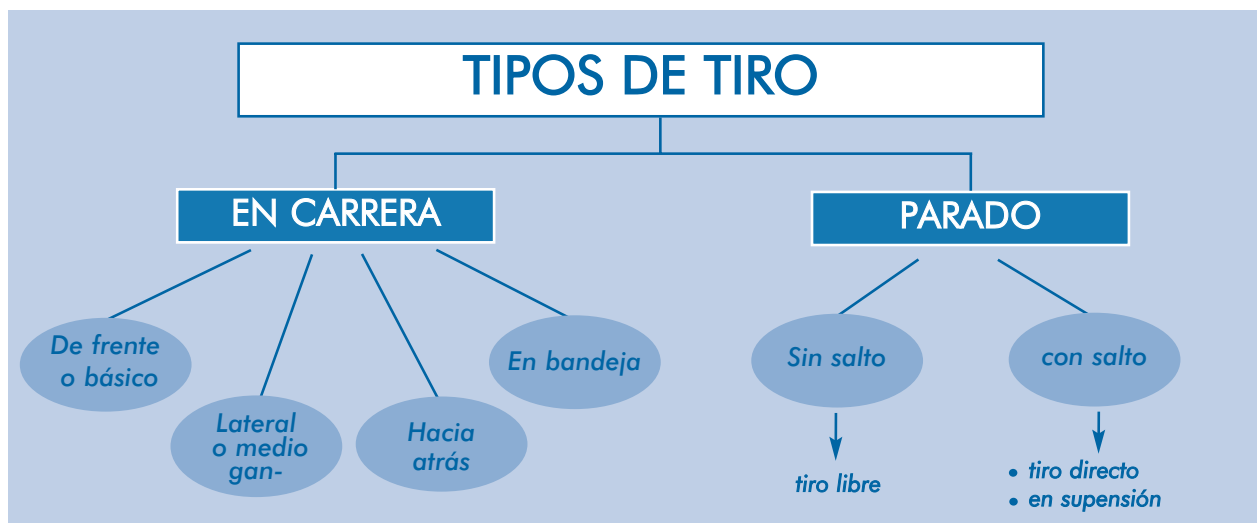 TIPOS DE TIRO
EN CARRERA
PARADO
De frente
o básico
Lateral
o medio
gan-
Hacia
atrás
En bandeja
Sin salto
con salto
tiro libre
• tiro directo
• en supensión